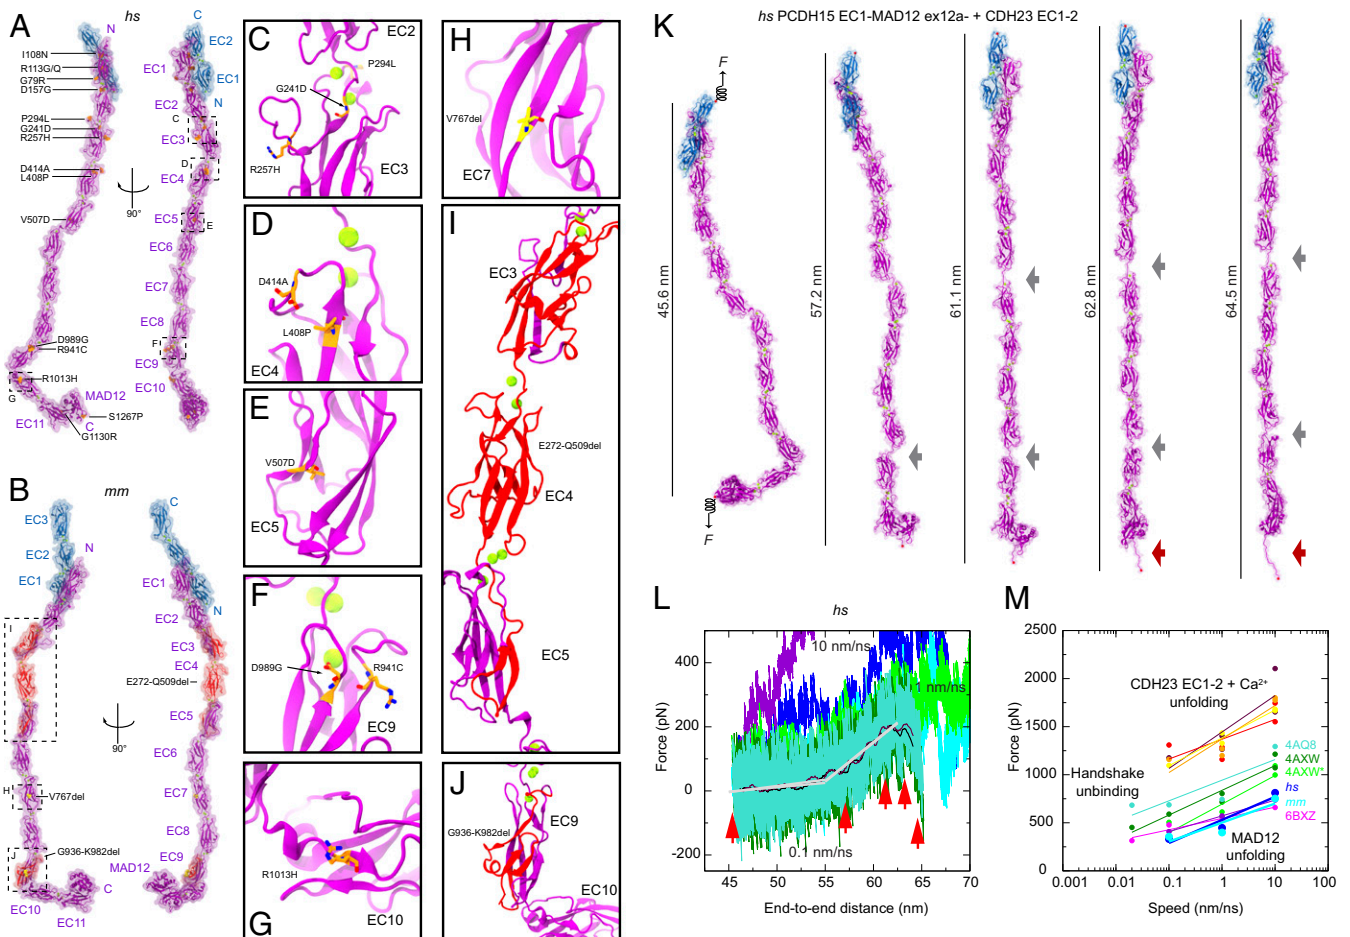 A
hs
C
N
EC2
I108N
R113G/Q
G79R
D157G
EC1
EC1
N
EC2
C
P294L
G241D
R257H
EC3
D
D414A
L408P
EC4
90°
V507D
EC5
E
EC6
EC7
EC8
D989G
R941C
F
EC9
R1013H
G
EC10
MAD12
S1267P
C
EC11
G1130R
B
mm
C
EC3
EC2
N
EC1
EC1
N
I
EC2
EC3
EC4
E272-Q509del
EC5
90°
EC6
H
V767del
EC7
EC8
J
G936-K982del
EC9
MAD12
C
EC10
EC11
C
EC2
P294L
G241D
R257H
EC3
D
D414A
L408P
EC4
E
V507D
EC5
F
D989G
R941C
EC9
G
R1013H
EC10
H
V767del
EC7
I
EC3
E272-Q509del
EC4
EC5
J
EC9
G936-K982del
EC10
K
hs PCDH15 EC1-MAD12 ex12a- + CDH23 EC1-2
F
45.6 nm
F
57.2 nm
61.1 nm
62.8 nm
64.5 nm
L
hs
10 nm/ns
1 nm/ns
0.1 nm/ns
Force (pN)
400
200
0
-200
45
50
55
60
65
70
End-to-end distance (nm)
M
Force (pN)
2500
2000
1500
1000
500
0
CDH23 EC1-2 + Ca²⁺
unfolding
Handshake
unbinding
4AQ8
4AXW
4AXW*
hs
mm
6BXZ
MAD12
unfolding
0.001
0.01
0.1
1
10
100
Speed (nm/ns)